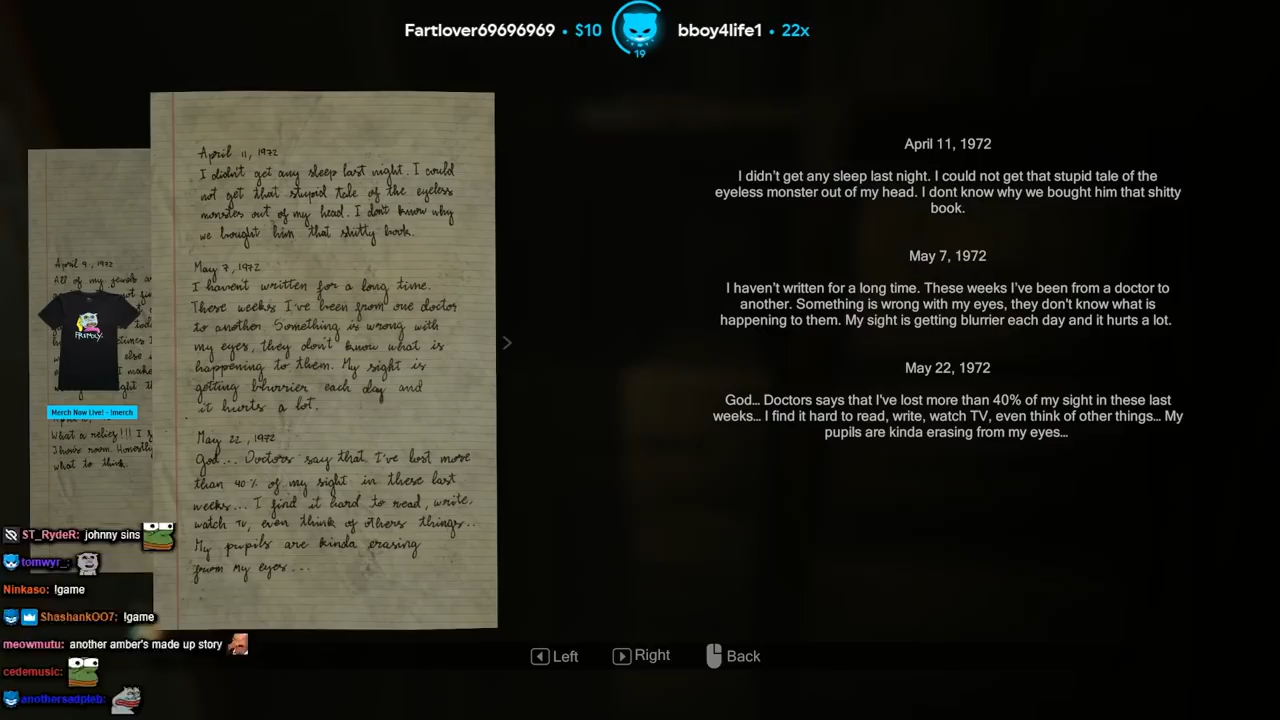 Fartlover69696969 • $10
bboy4life1 • 22x
19
April 11, 1972
I didn't get any sleep last night. I could
not get that stupid tale of the eyeless
monster out of my head. I don't know why
we bought him that shitty book.
May 7, 1972
I haven't written for a long time.
These weeks I've been from one doctor
to another. Something is wrong with
my eyes, they don't know what is
happening to them. My sight is
getting blurrier each day and
it hurts a lot.
May 22, 1972
God... Doctors say that I've lost more
than 40% of my sight in these last
weeks... I find it hard to read, write,
watch TV, even think of others things...
My pupils are kinda erasing
from my eyes...
April 9, 1972
All of my jewels
What a relief!!! I
room. Honestly
what to think.
Merch Now Live! - !merch
April 11, 1972
I didn't get any sleep last night. I could not get that stupid tale of the
eyeless monster out of my head. I dont know why we bought him that shitty
book.
May 7, 1972
I haven't written for a long time. These weeks I've been from a doctor to
another. Something is wrong with my eyes, they don't know what is
happening to them. My sight is getting blurrier each day and it hurts a lot.
May 22, 1972
God... Doctors says that I've lost more than 40% of my sight in these last
weeks... I find it hard to read, write, watch TV, even think of other things... My
pupils are kinda erasing from my eyes...
ST_RydeR: johnny sins
tomwyr_:
Ninkaso: !game
ShashankOO7: !game
meowmutu: another amber's made up story
cedemusic:
anothersadpleb:
Left
Right
Back